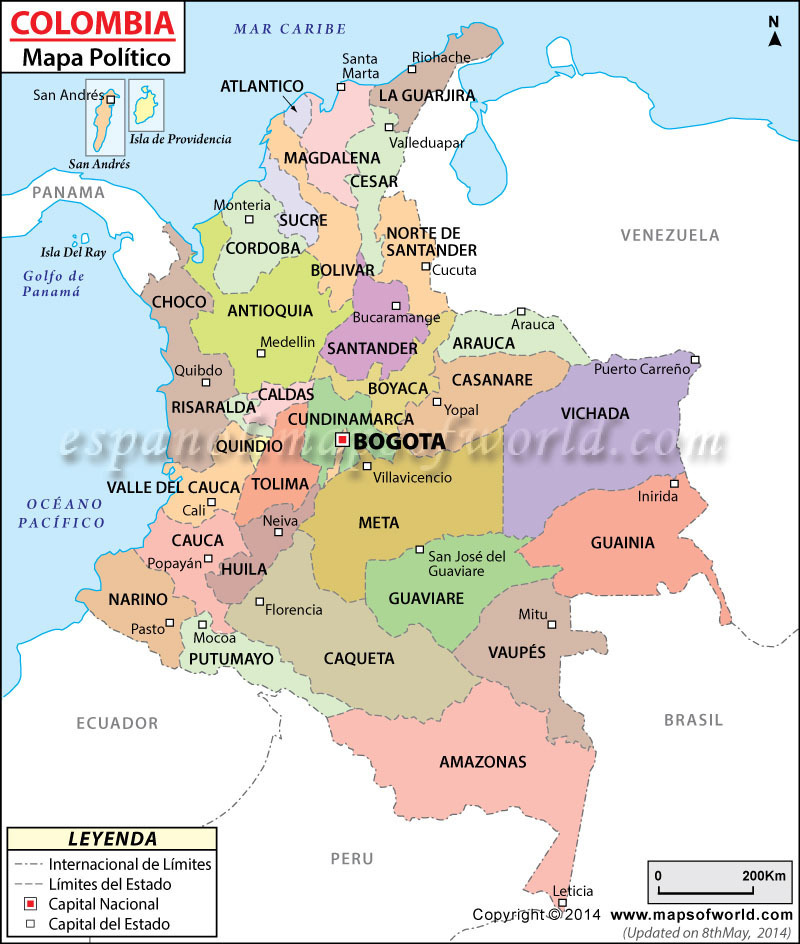 COLOMBIA
Mapa Político
MAR CARIBE
N
San Andrés
Isla de Providencia
San Andrés
ATLANTICO
Santa
Marta
Riohache
LA GUARJIRA
Valleduapar
MAGDALENA
CESAR
PANAMA
Monteria
SUCRE
CORDOBA
NORTE DE
SANTANDER
Cucuta
VENEZUELA
Isla Del Ray
Golfo de
Panamá
BOLIVAR
CHOCO
ANTIOQUIA
Bucaramange
Arauca
SANTANDER
ARAUCA
Medellin
Quibdo
Puerto Carreño
BOYACA
CASANARE
CALDAS
RISARALDA
CUNDINAMARCA
Yopal
VICHADA
QUINDIO
BOGOTA
espanol.mapsofworld.com
Villavicencio
VALLE DEL CAUCA
TOLIMA
Inirida
OCÉANO
PACÍFICO
Cali
Neiva
META
CAUCA
GUAINIA
Popayán
HUILA
San José del
Guaviare
NARINO
Florencia
GUAVIARE
Pasto
Mocoa
Mitu
PUTUMAYO
CAQUETA
VAUPÉS
ECUADOR
BRASIL
AMAZONAS
PERU
LEYENDA
Internacional de Límites
Límites del Estado
Capital Nacional
Capital del Estado
0 200Km
Leticia
Copyright © 2014 www.mapsofworld.com
(Updated on 8thMay, 2014)